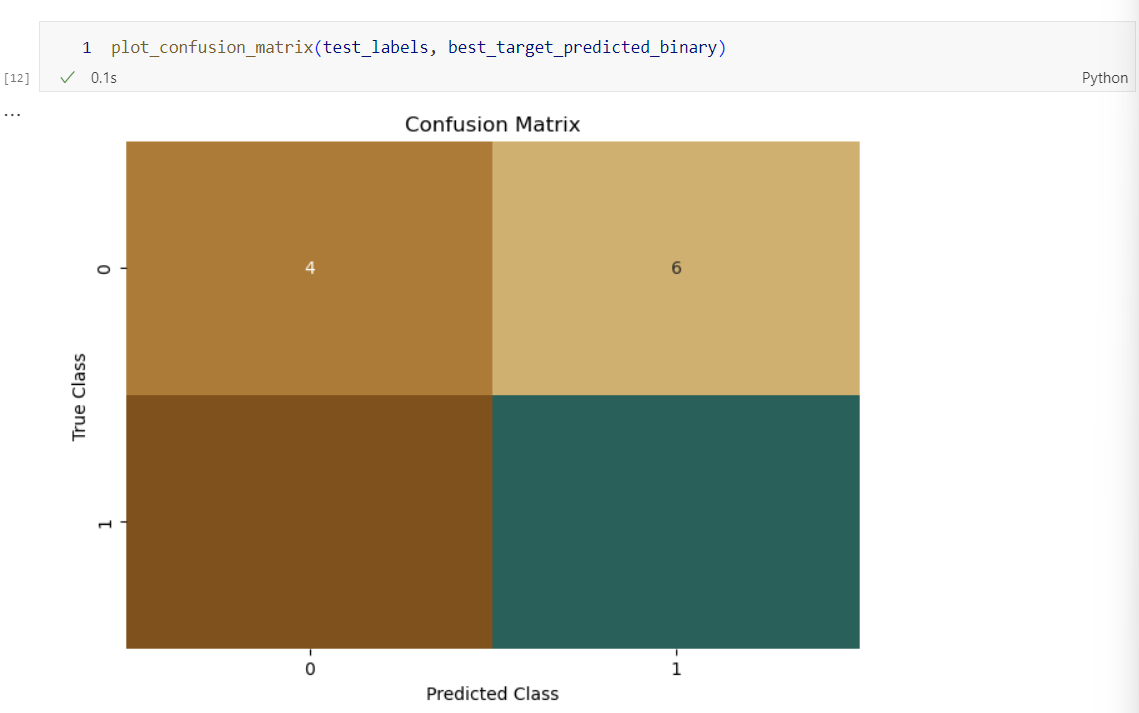 1 plot_confusion_matrix(test_labels, best_target_predicted_binary)
[12] ✓ 0.1s Python
...
Confusion Matrix
4 6
0
True Class
1
0 1
Predicted Class